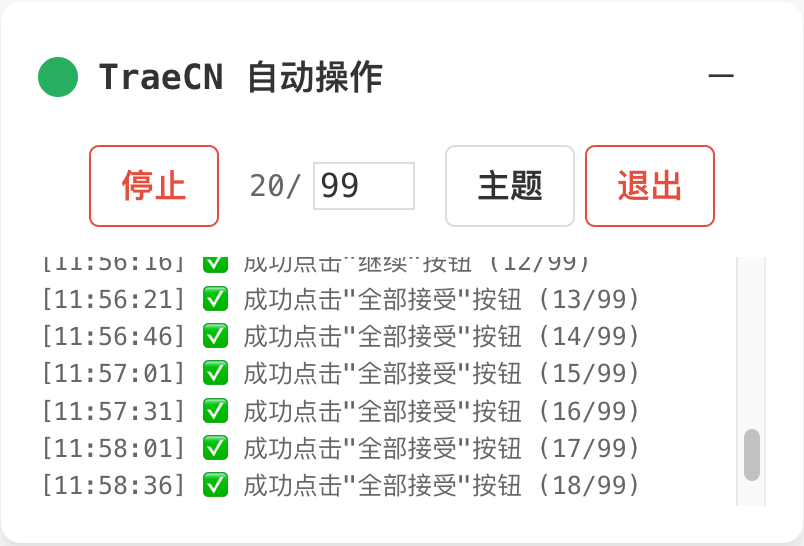 TraeCN 自动操作
停止 20/ 99 主题 退出
[11:56:16] ✅ 成功点击"继续"按钮 (12/99)
[11:56:21] ✅ 成功点击"全部接受"按钮 (13/99)
[11:56:46] ✅ 成功点击"全部接受"按钮 (14/99)
[11:57:01] ✅ 成功点击"全部接受"按钮 (15/99)
[11:57:31] ✅ 成功点击"全部接受"按钮 (16/99)
[11:58:01] ✅ 成功点击"全部接受"按钮 (17/99)
[11:58:36] ✅ 成功点击"全部接受"按钮 (18/99)